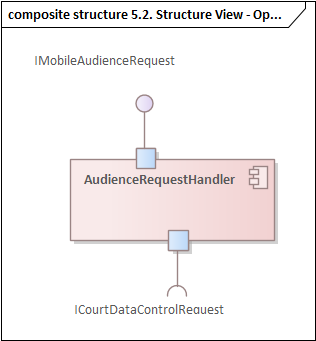 composite structure 5.2. Structure View - Op...
IMobileAudienceRequest
AudienceRequestHandler
ICourtDataControlRequest